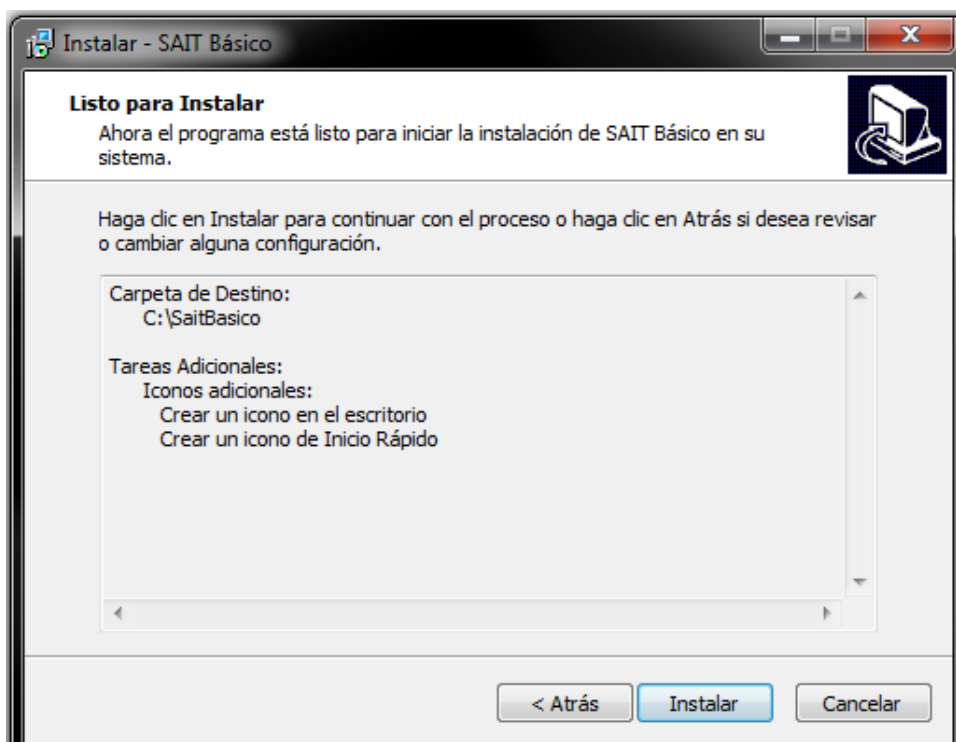 Instalar - SAIT Básico
Listo para Instalar
Ahora el programa está listo para iniciar la instalación de SAIT Básico en su
sistema.
Haga clic en Instalar para continuar con el proceso o haga clic en Atrás si desea revisar
o cambiar alguna configuración.
Carpeta de Destino:
C:\SaitBasico
Tareas Adicionales:
Iconos adicionales:
Crear un icono en el escritorio
Crear un icono de Inicio Rápido
< Atrás
Instalar
Cancelar